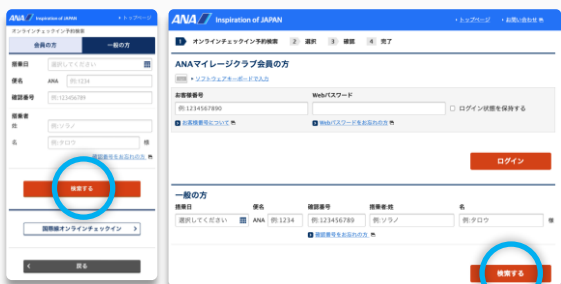 ANA Inspiration of JAPAN
トップページ
オンラインチェックイン予約検索
会員の方
一般の方
搭乗日
選択してください
便名
ANA
例:1234
確認番号
例:123456789
搭乗者
姓
例:ソラノ
名
例:タロウ
様
確認番号をお忘れの方
検索する
国際線オンラインチェックイン
戻る
ANA Inspiration of JAPAN
トップページ
お問い合わせ
1 オンラインチェックイン予約検索 2 選択 3 確認 4 完了
ANAマイレージクラブ会員の方
ソフトウェアキーボードで入力
お客様番号 Webパスワード
例:1234567890
ログイン状態を保持する
お客様番号について
Webパスワードをお忘れの方
ログイン
一般の方
搭乗日 便名 確認番号 搭乗者:姓 名
選択してください ANA 例:1234 例:123456789 例:ソラノ 例:タロウ 様
確認番号をお忘れの方
検索する